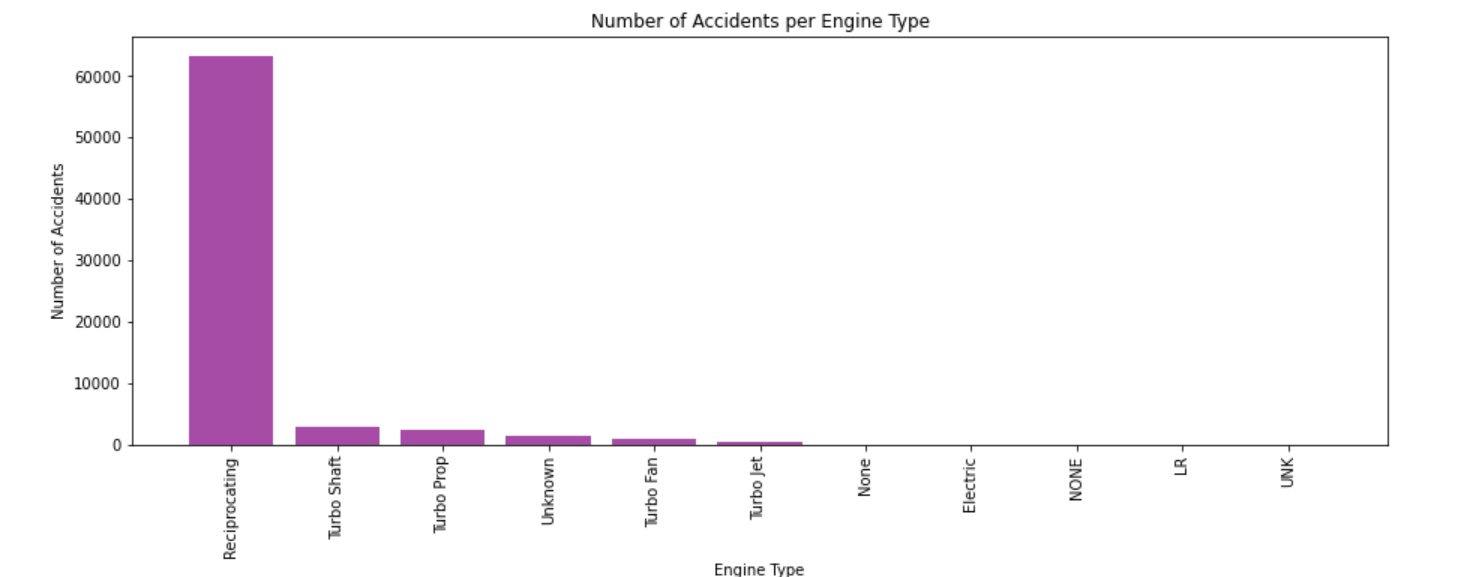 Number of Accidents per Engine Type
Number of Accidents
60000
50000
40000
30000
20000
10000
0
Reciprocating
Turbo Shaft
Turbo Prop
Unknown
Turbo Fan
Turbo Jet
None
Electric
NONE
LR
UNK
Engine Type